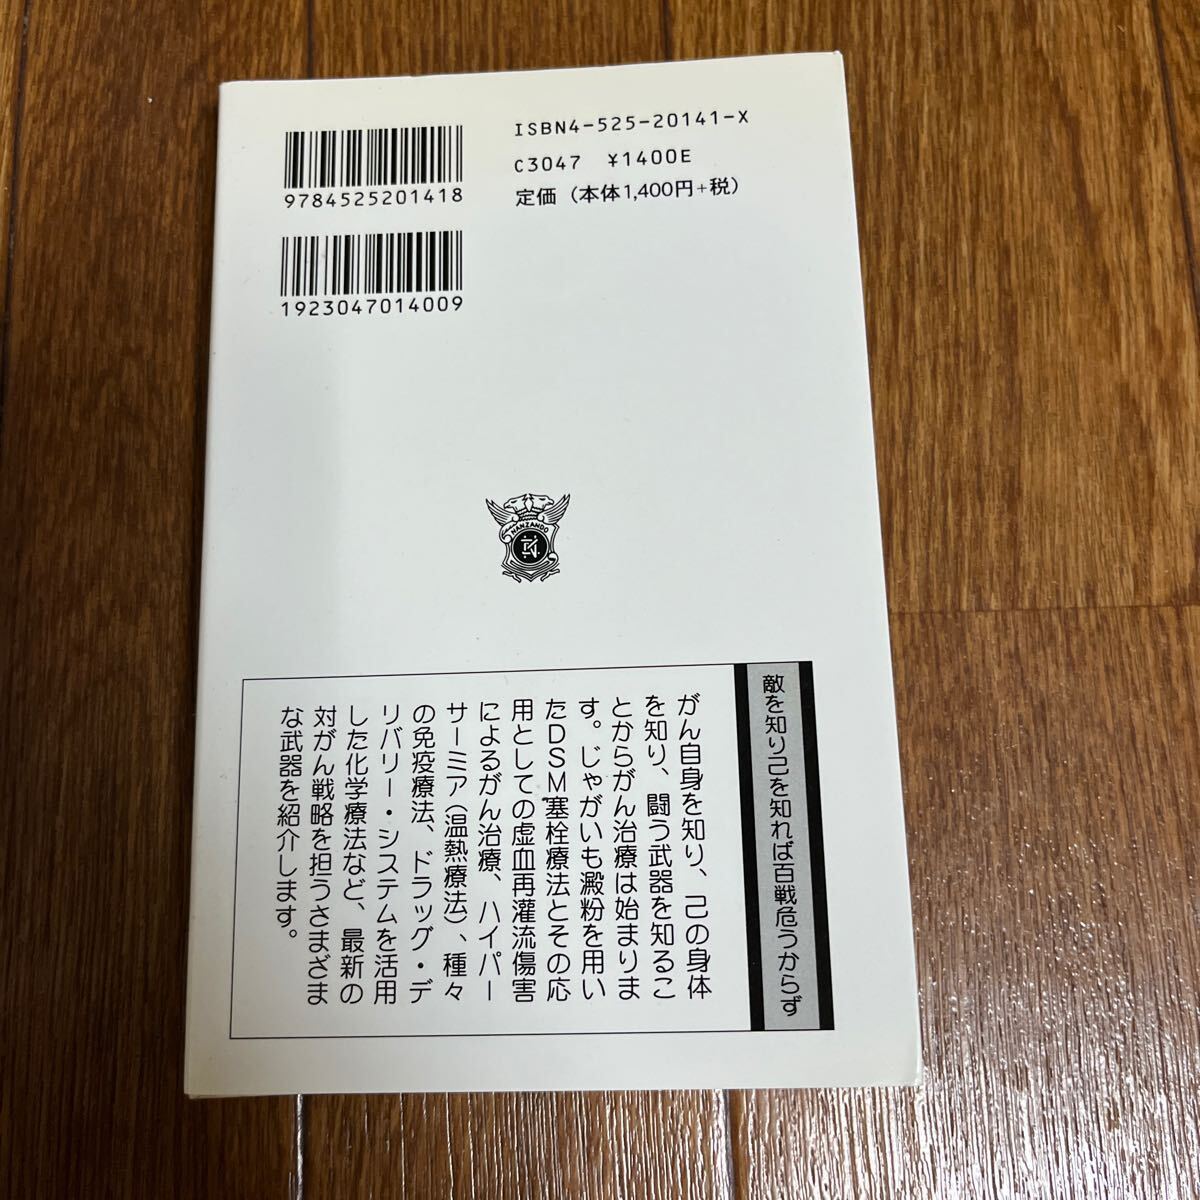 ISBN4-525-20141-X
C3047 ¥1400E
定価（本体1,400円+税）
9784525201418
1923047014009
NANZANDO
敵を知り己を知れば百戦危うからず
がん自身を知り、己の身体
を知り、闘う武器を知るこ
とからがん治療は始まりま
す。じゃがいも澱粉を用い
たDSM塞栓療法とその応
用としての虚血再灌流傷害
によるがん治療、ハイパー
サーミア（温熱療法）、種々
の免疫療法、ドラッグ・デ
リバリー・システムを活用
した化学療法など、最新の
対がん戦略を担うさまざま
な武器を紹介します。